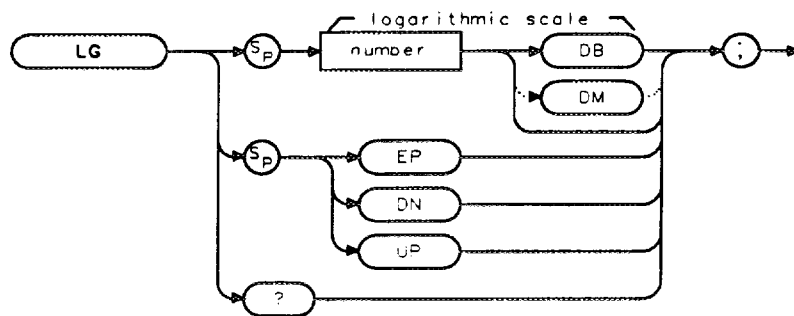 logarithmic scale
LG
SP
number
DB
;
DM
SP
EP
DN
UP
?